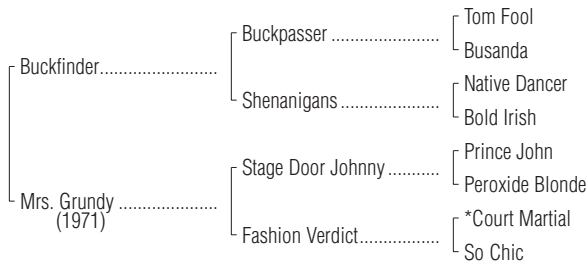 Tom Fool
Buckpasser ......................
Busanda
Buckfinder........................
Native Dancer
Shenanigans ....................
Bold Irish
Prince John
Stage Door Johnny ...........
Peroxide Blonde
Mrs. Grundy ....................
(1971)
*Court Martial
Fashion Verdict.................
So Chic